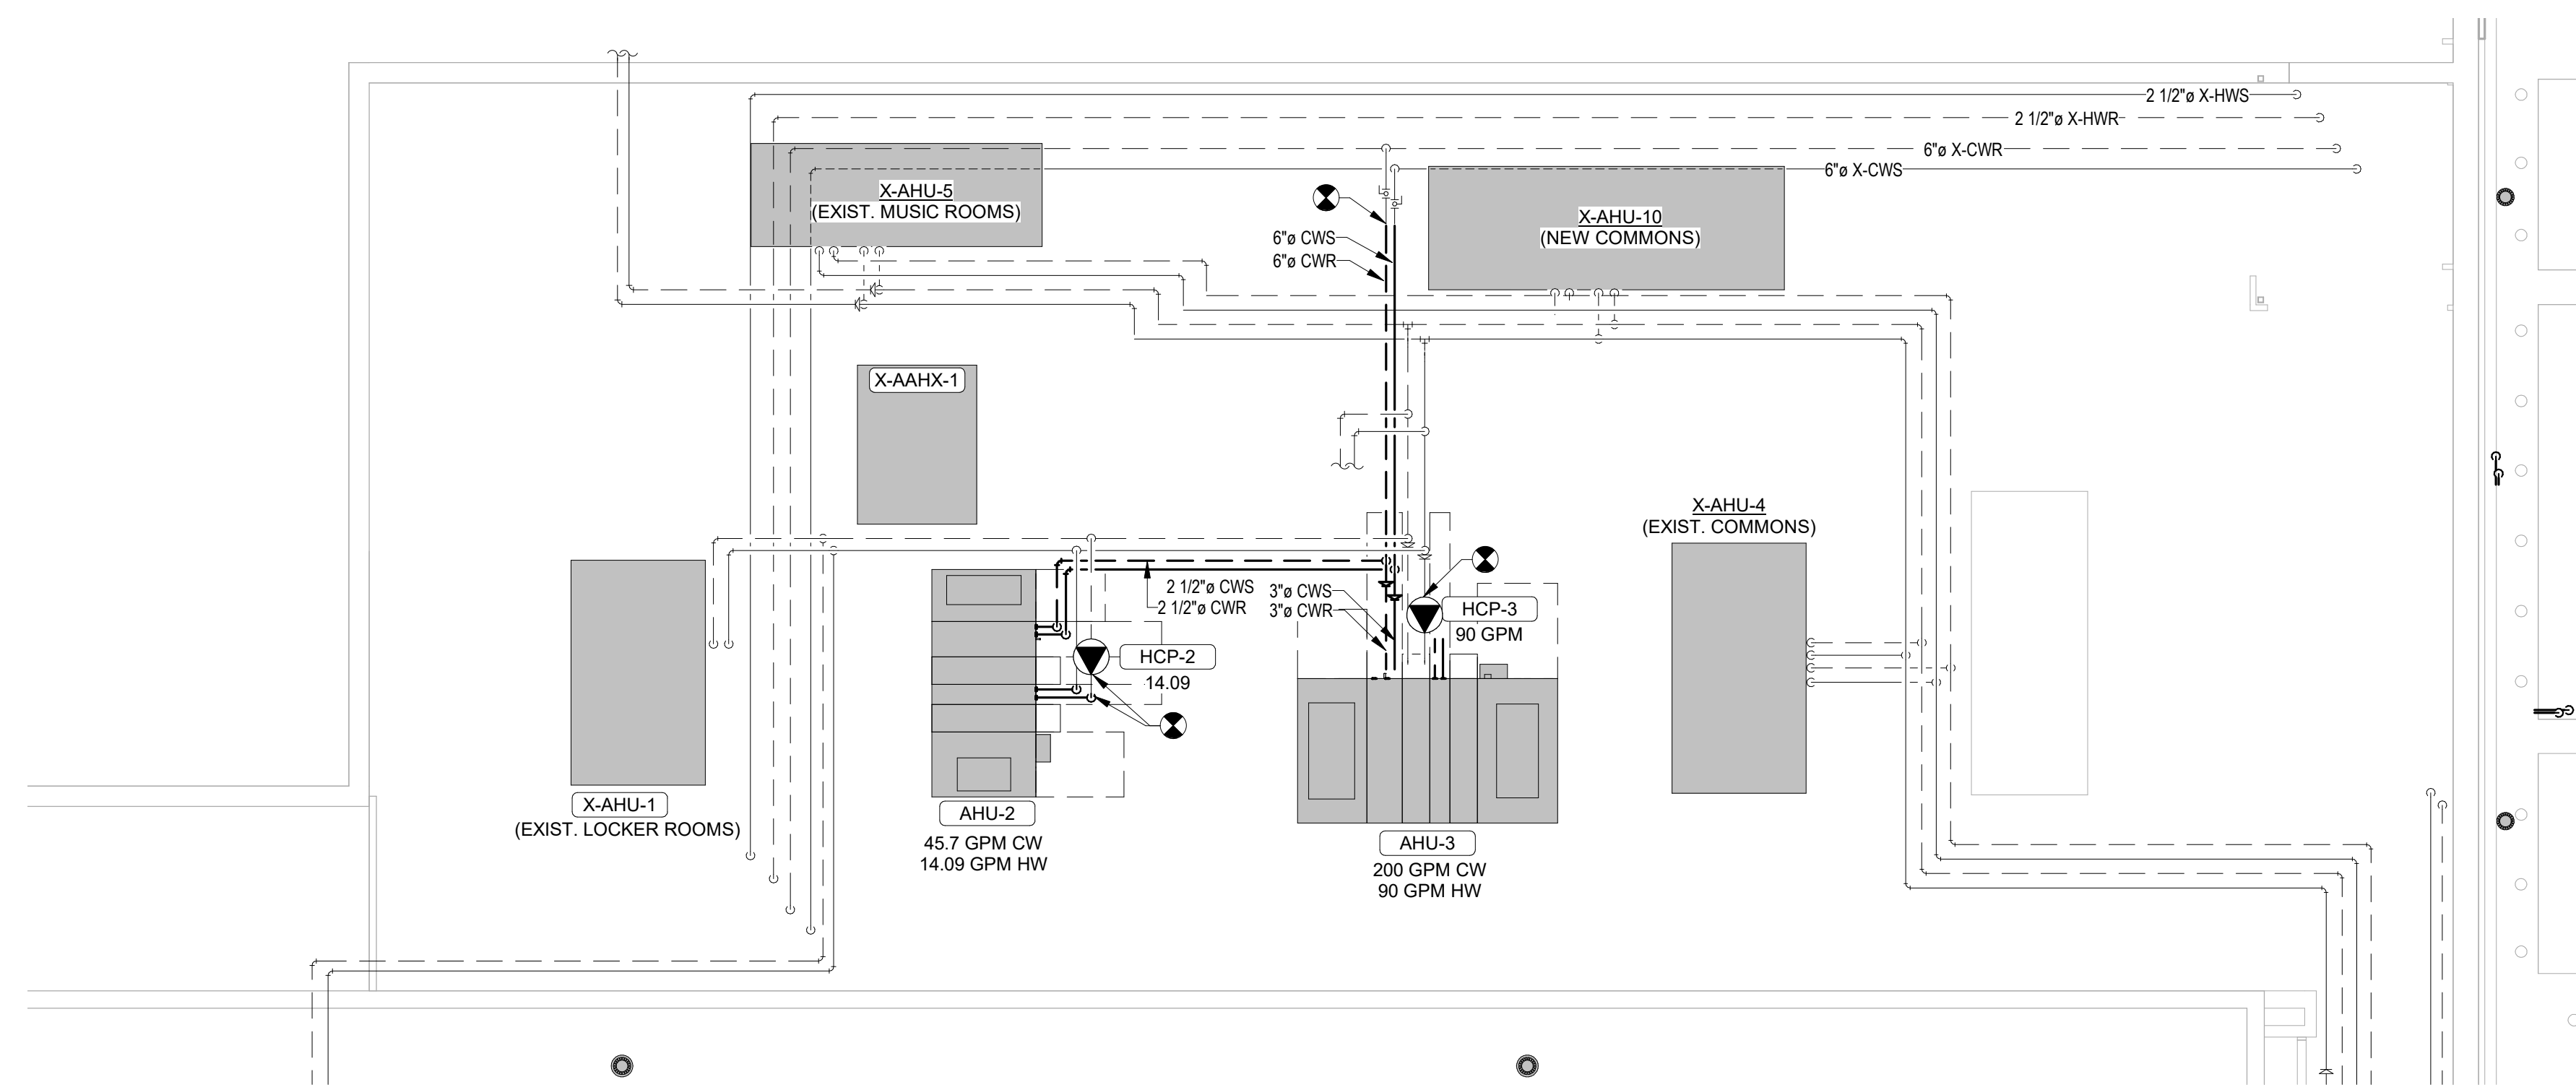 2 1/2"ø X-HWS
2 1/2"ø X-HWR
6"ø X-CWR
6"ø X-CWS
X-AHU-5
(EXIST. MUSIC ROOMS)
X-AHU-10
(NEW COMMONS)
6"ø CWS
6"ø CWR
X-AAHX-1
X-AHU-4
(EXIST. COMMONS)
2 1/2"ø CWS
2 1/2"ø CWR
3"ø CWS
3"ø CWR
HCP-3
90 GPM
HCP-2
14.09
X-AHU-1
(EXIST. LOCKER ROOMS)
AHU-2
45.7 GPM CW
14.09 GPM HW
AHU-3
200 GPM CW
90 GPM HW